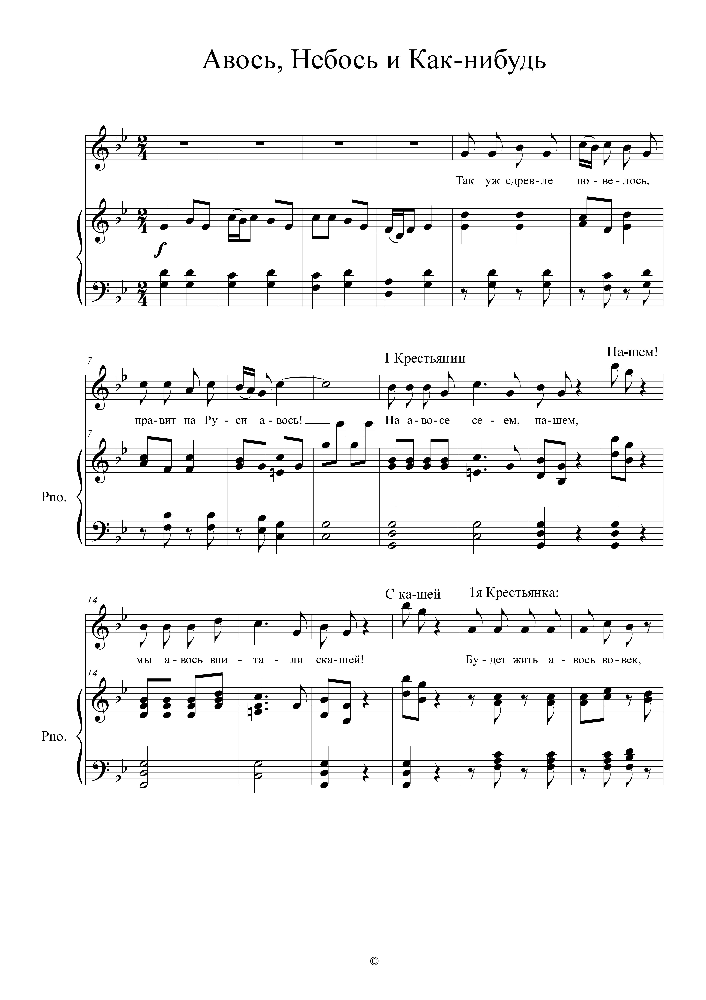 Авось, Небось и Как-нибудь
2
4
Так уж сдрев-ле по - ве - лось,
2
4
f
2
4
1 Крестьянин
Па-шем!
7
пра-вит на Ру - си а - вось!
На а-во-се се - ем, па-шем,
7
Pno.
С ка-шей
1я Крестьянка:
14
мы а - вось впи - та - ли ска-шей!
Бу - дет жить а - вось во - век,
14
Pno.
©